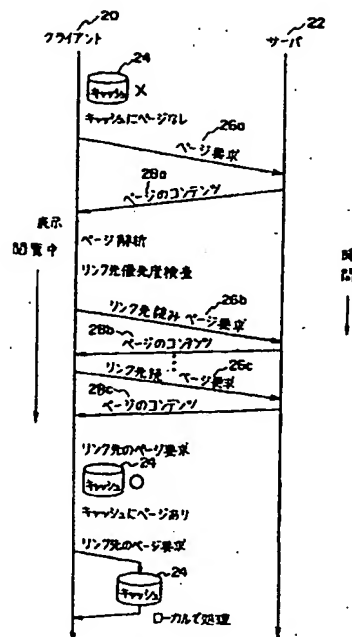 20
クライアント
22
サーバ
24
キャッシュ ×
キャッシュにページなし
26a
ページ要求
28a
ページのコンテンツ
表示
閲覧中
ページ解析
リンク先優先度検査
時間
26b
リンク先読み ページ要求
28b
ページのコンテンツ
26c
リンク先読 ページ要求
28c
ページのコンテンツ
リンク先のページ要求
24
キャッシュ ○
キャッシュにページあり
リンク先のページ要求
24
キャッシュ
ローカルで処理